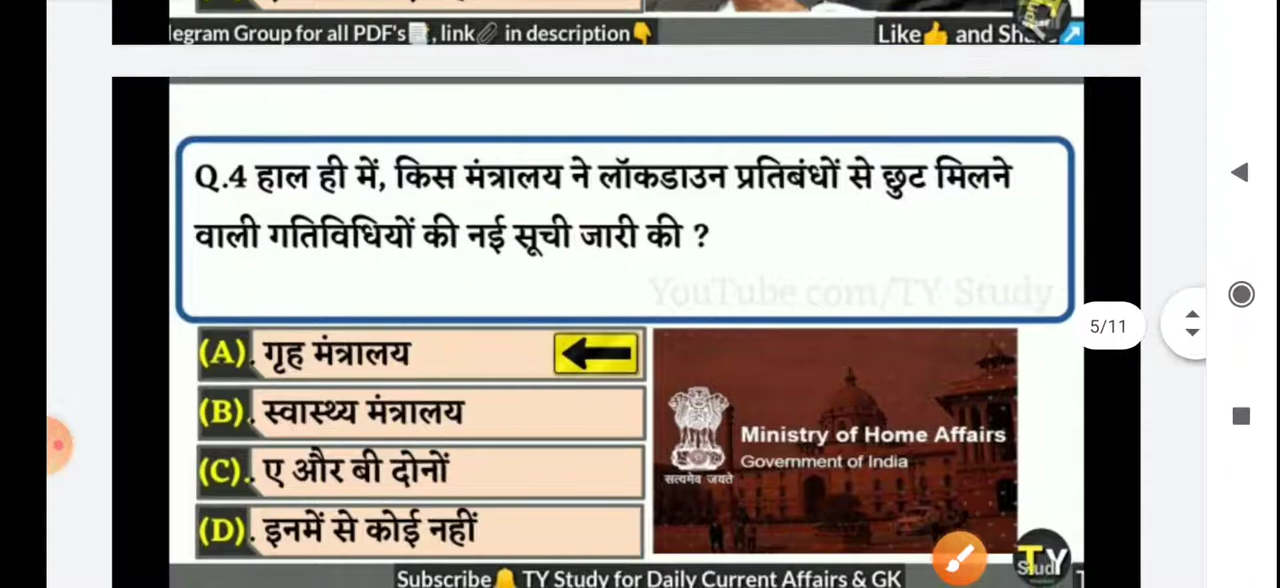 legram Group for all PDF's📑, link🔗 in description👇
Like👍 and Sh
Q.4 हाल ही में, किस मंत्रालय ने लॉकडाउन प्रतिबंधों से छुट मिलने
वाली गतिविधियों की नई सूची जारी की ?
YouTube.com/TY Study
5/11
(A). गृह मंत्रालय
(B). स्वास्थ्य मंत्रालय
(C). ए और बी दोनों
(D). इनमें से कोई नहीं
Ministry of Home Affairs
Government of India
सत्यमेव जयते
TY
Study
Subscribe🔔 TY Study for Daily Current Affairs & GK